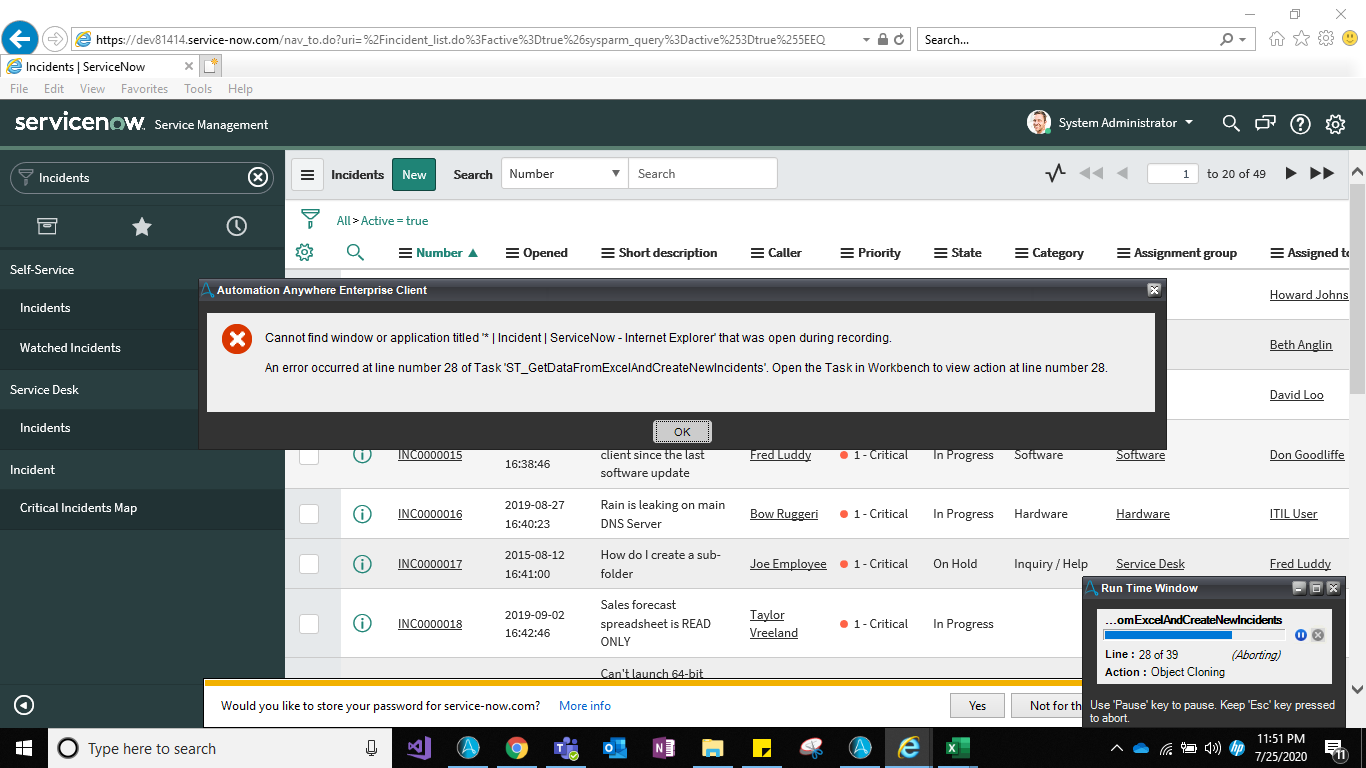 https://dev81414.service-now.com/nav_to.do?uri=%2Fincident_list.do%3Factive%3Dtrue%26sysparm_query%3Dactive%253Dtrue%255EEQ
Search...
Incidents | ServiceNow
File Edit View Favorites Tools Help
servicenow. Service Management
System Administrator
Incidents
Incidents New Search Number Search
1 to 20 of 49
All > Active = true
Number Opened Short description Caller Priority State Category Assignment group Assigned to
Self-Service
Incidents
Watched Incidents
Service Desk
Incidents
Incident
Critical Incidents Map
Howard Johns
Beth Anglin
David Loo
Automation Anywhere Enterprise Client
Cannot find window or application titled '* | Incident | ServiceNow - Internet Explorer' that was open during recording.
An error occurred at line number 28 of Task 'ST_GetDataFromExcelAndCreateNewIncidents'. Open the Task in Workbench to view action at line number 28.
OK
INC0000015 16:38:46 client since the last software update Fred Luddy 1 - Critical In Progress Software Software Don Goodliffe
INC0000016 2019-08-27 16:40:23 Rain is leaking on main DNS Server Bow Ruggeri 1 - Critical In Progress Hardware Hardware ITIL User
INC0000017 2015-08-12 16:41:00 How do I create a sub-folder Joe Employee 1 - Critical On Hold Inquiry / Help Service Desk Fred Luddy
INC0000018 2019-09-02 16:42:46 Sales forecast spreadsheet is READ ONLY Taylor Vreeland 1 - Critical In Progress
Can't launch 64-bit
Run Time Window
...omExcelAndCreateNewIncidents
Line : 28 of 39 (Aborting)
Action : Object Cloning
Use 'Pause' key to pause. Keep 'Esc' key pressed
to abort.
Would you like to store your password for service-now.com? More info Yes Not for th
Type here to search
11:51 PM
7/25/2020
11